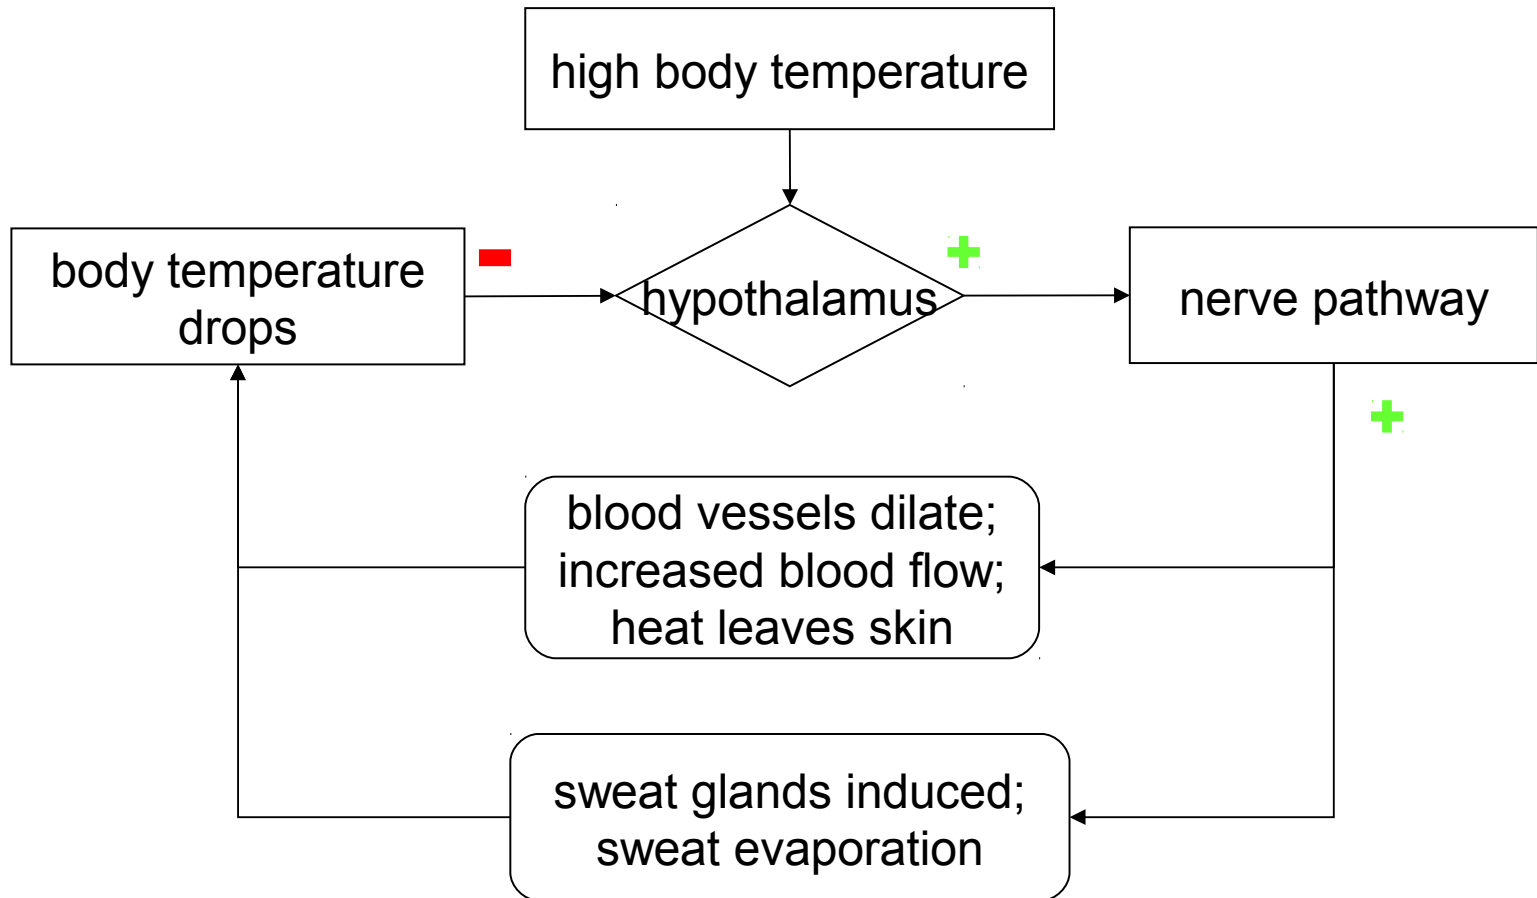 high body temperature
body temperature
drops
hypothalamus
nerve pathway
blood vessels dilate;
increased blood flow;
heat leaves skin
sweat glands induced;
sweat evaporation